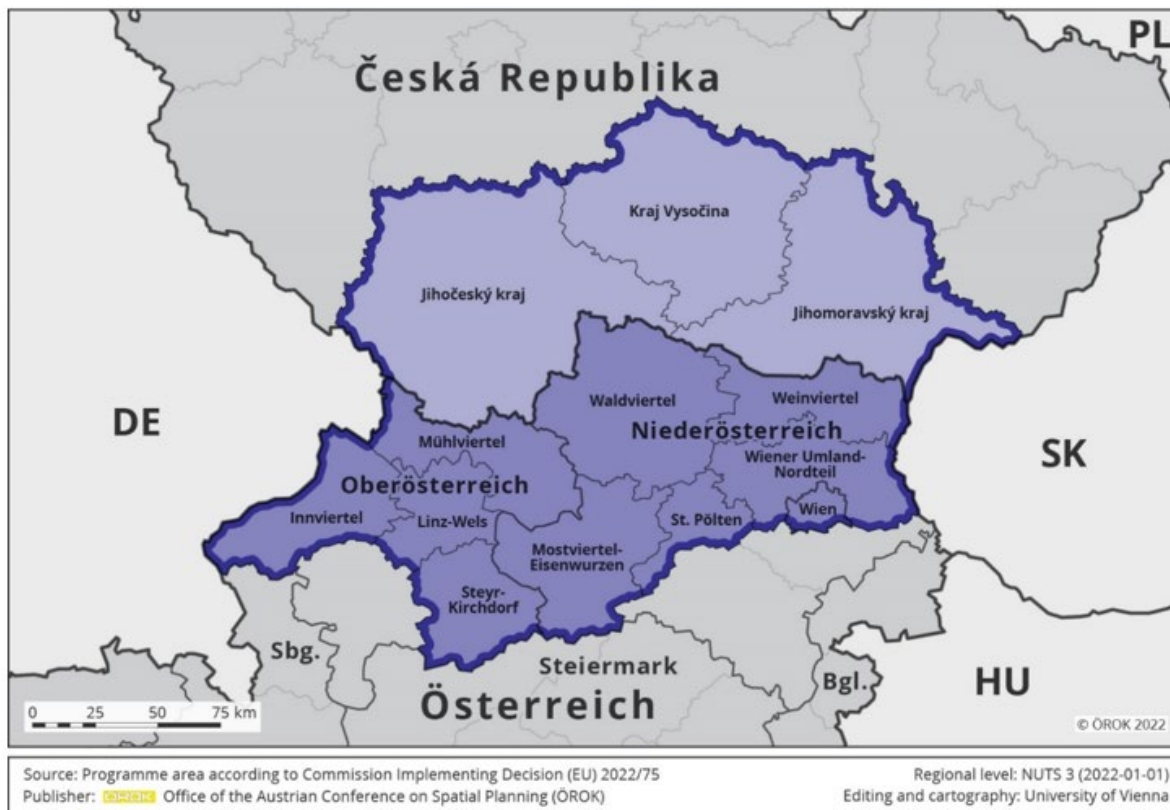 PL
Česká Republika
Kraj Vysočina
Jihočeský kraj
Jihomoravský kraj
DE
Waldviertel
Weinviertel
Niederösterreich
Mühlviertel
SK
Wiener Umland-
Nordteil
Oberösterreich
Innviertel
Linz-Wels
St. Pölten
Wien
Mostviertel-
Eisenwurzen
Steyr-
Kirchdorf
Sbg.
Steiermark
Bgl.
HU
Österreich
0 25 50 75 km
© ÖROK 2022
Source: Programme area according to Commission Implementing Decision (EU) 2022/75
Regional level: NUTS 3 (2022-01-01)
Publisher: ÖROK Office of the Austrian Conference on Spatial Planning (ÖROK)
Editing and cartography: University of Vienna